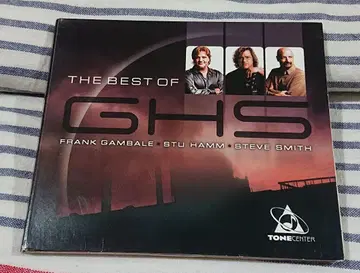 THE BEST OF
GHS
FRANK GAMBALE • STU HAMM • STEVE SMITH
TONECENTER